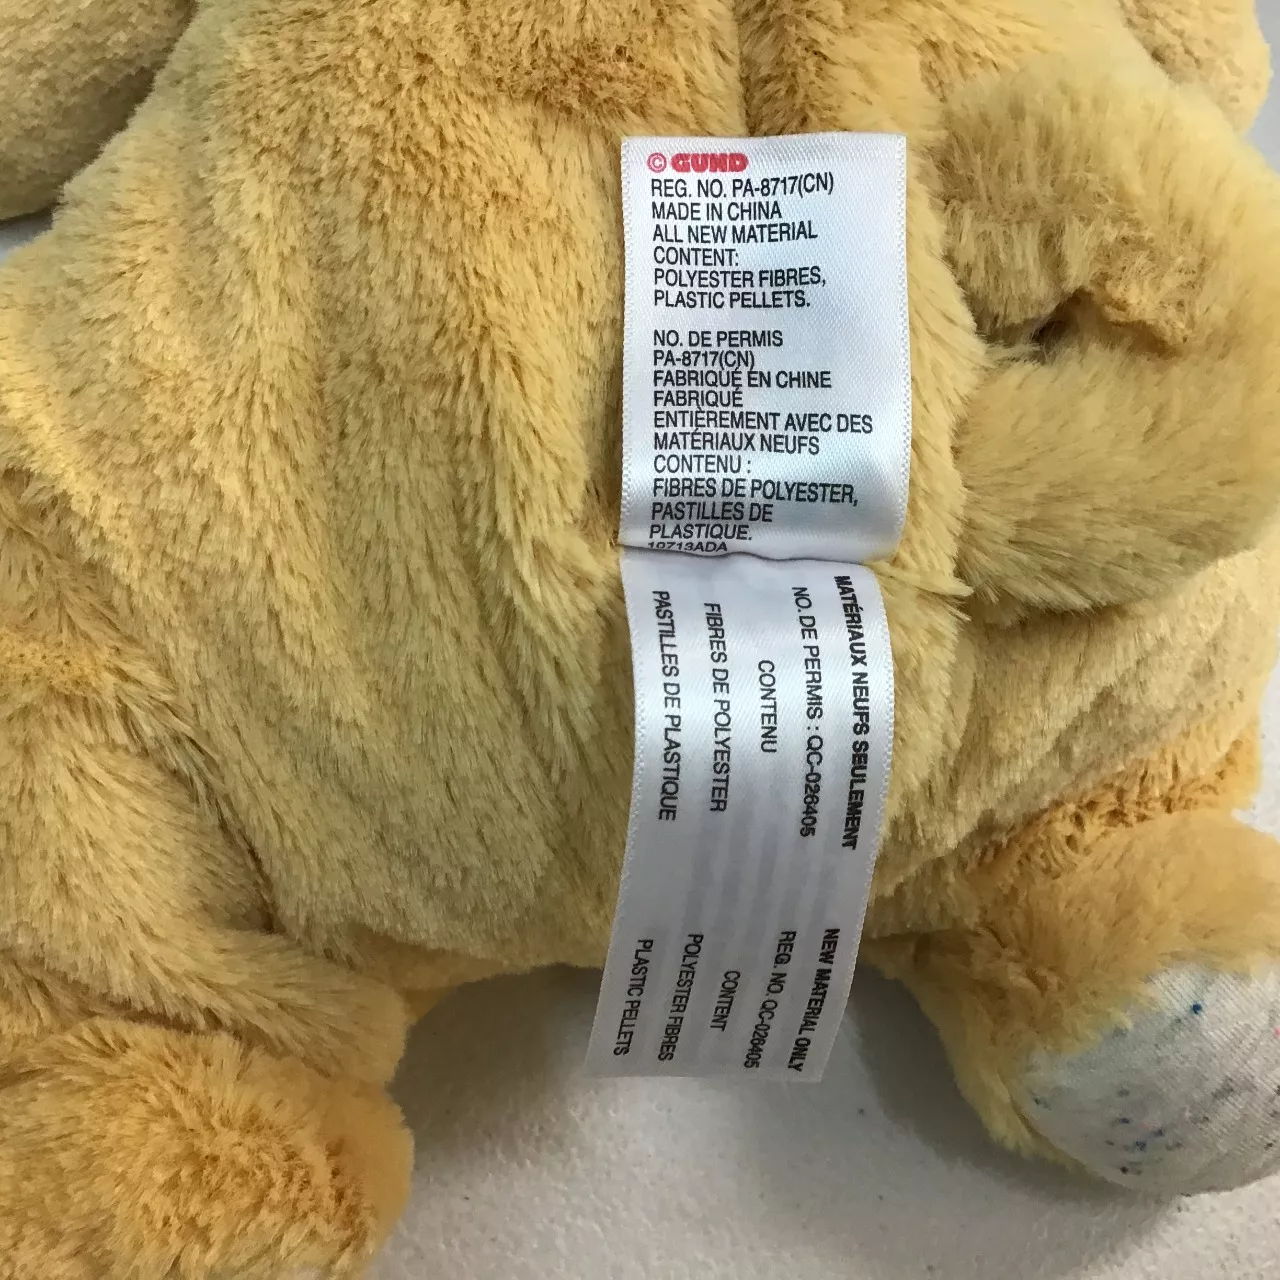 © GUND
REG. NO. PA-8717(CN)
MADE IN CHINA
ALL NEW MATERIAL
CONTENT:
POLYESTER FIBRES,
PLASTIC PELLETS.
NO. DE PERMIS
PA-8717(CN)
FABRIQUÉ EN CHINE
FABRIQUÉ
ENTIÈREMENT AVEC DES
MATÉRIAUX NEUFS
CONTENU :
FIBRES DE POLYESTER,
PASTILLES DE
PLASTIQUE.
10713ADA
MATÉRIAUX NEUFS SEULEMENT
NO. DE PERMIS : QC-026405
CONTENU
FIBRES DE POLYESTER
PASTILLES DE PLASTIQUE
NEW MATERIAL ONLY
REG. NO. QC-026405
CONTENT
POLYESTER FIBRES
PLASTIC PELLETS